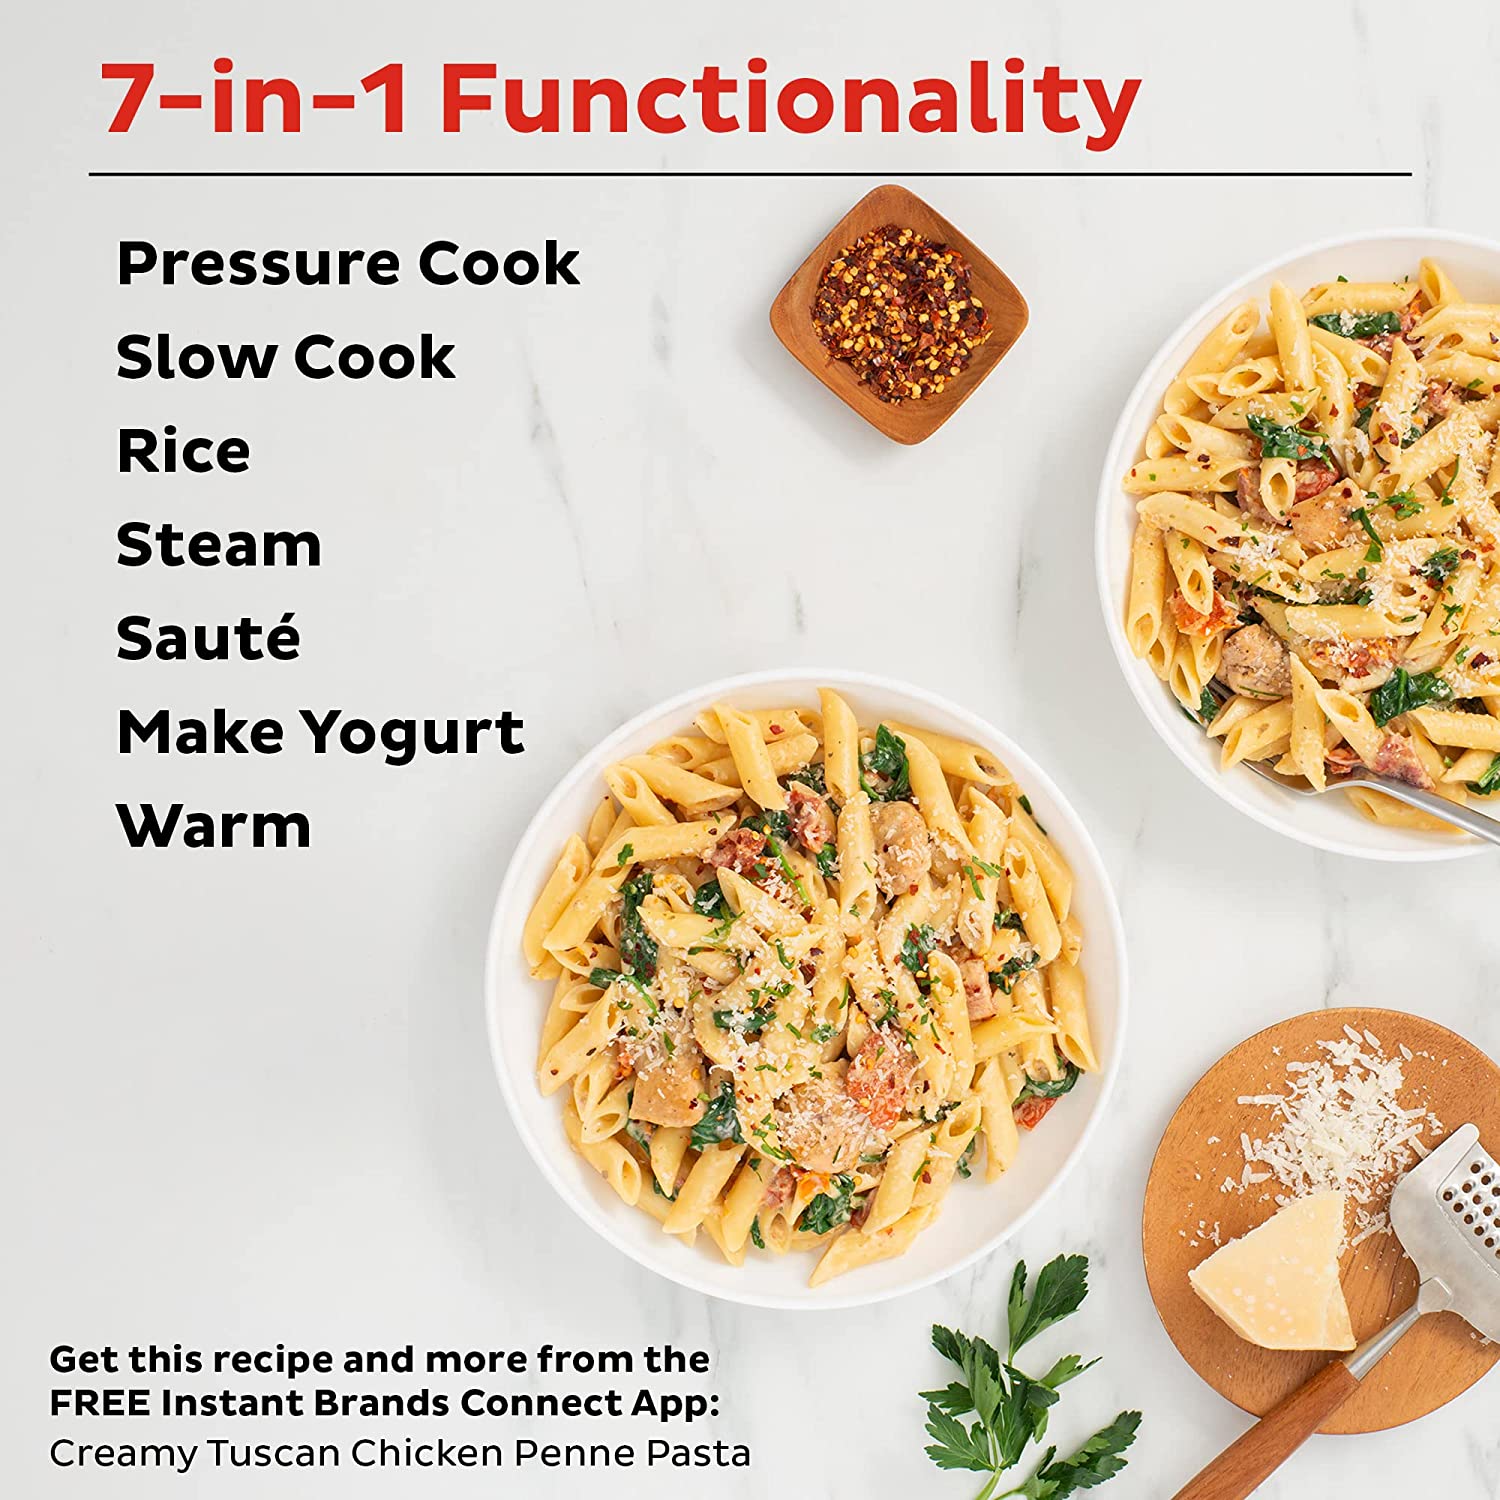 7-in-1 Functionality
Pressure Cook
Slow Cook
Rice
Steam
Sauté
Make Yogurt
Warm
Get this recipe and more from the
FREE Instant Brands Connect App:
Creamy Tuscan Chicken Penne Pasta